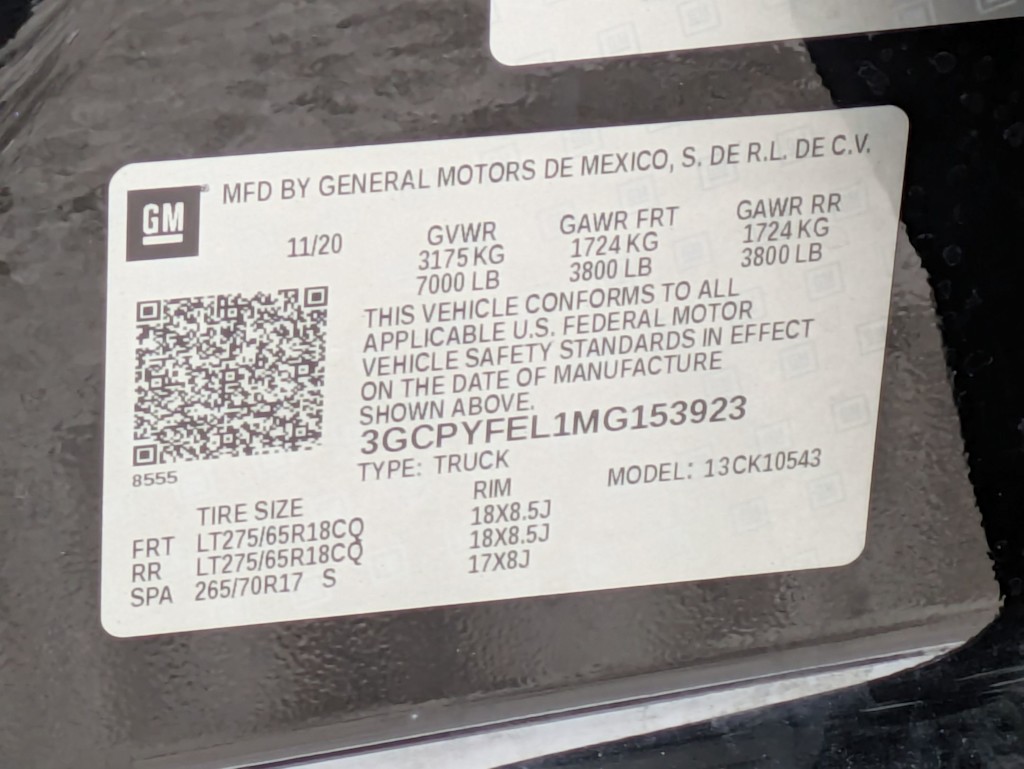 GM ®
MFD BY GENERAL MOTORS DE MEXICO, S. DE R.L. DE C.V.
11/20 GVWR GAWR FRT GAWR RR
3175 KG 1724 KG 1724 KG
7000 LB 3800 LB 3800 LB
THIS VEHICLE CONFORMS TO ALL
APPLICABLE U.S. FEDERAL MOTOR
VEHICLE SAFETY STANDARDS IN EFFECT
ON THE DATE OF MANUFACTURE
SHOWN ABOVE.
3GCPYFEL1MG153923
8555
TYPE: TRUCK MODEL: 13CK10543
TIRE SIZE RIM
FRT LT275/65R18CQ 18X8.5J
RR LT275/65R18CQ 18X8.5J
SPA 265/70R17 S 17X8J